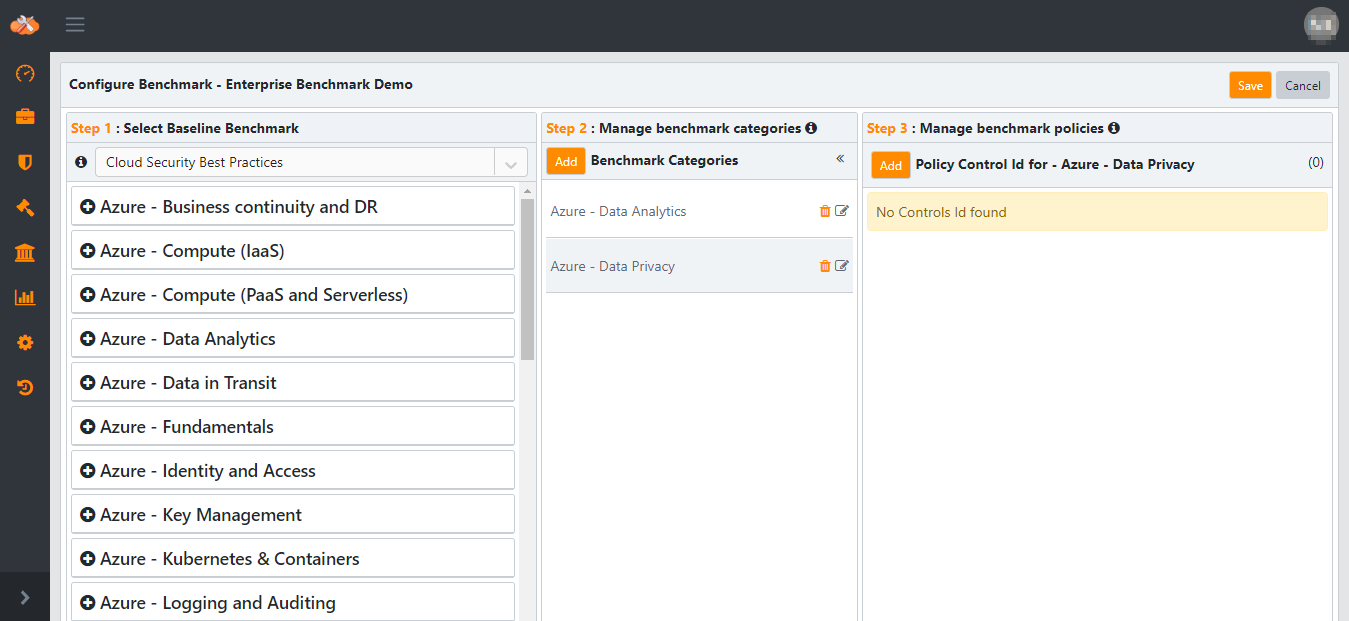 Configure Benchmark - Enterprise Benchmark Demo
Save
Cancel
Step 1 : Select Baseline Benchmark
Cloud Security Best Practices
Azure - Business continuity and DR
Azure - Compute (IaaS)
Azure - Compute (PaaS and Serverless)
Azure - Data Analytics
Azure - Data in Transit
Azure - Fundamentals
Azure - Identity and Access
Azure - Key Management
Azure - Kubernetes & Containers
Azure - Logging and Auditing
Step 2 : Manage benchmark categories
Add Benchmark Categories
Azure - Data Analytics
Azure - Data Privacy
Step 3 : Manage benchmark policies
Add Policy Control Id for - Azure - Data Privacy (0)
No Controls Id found